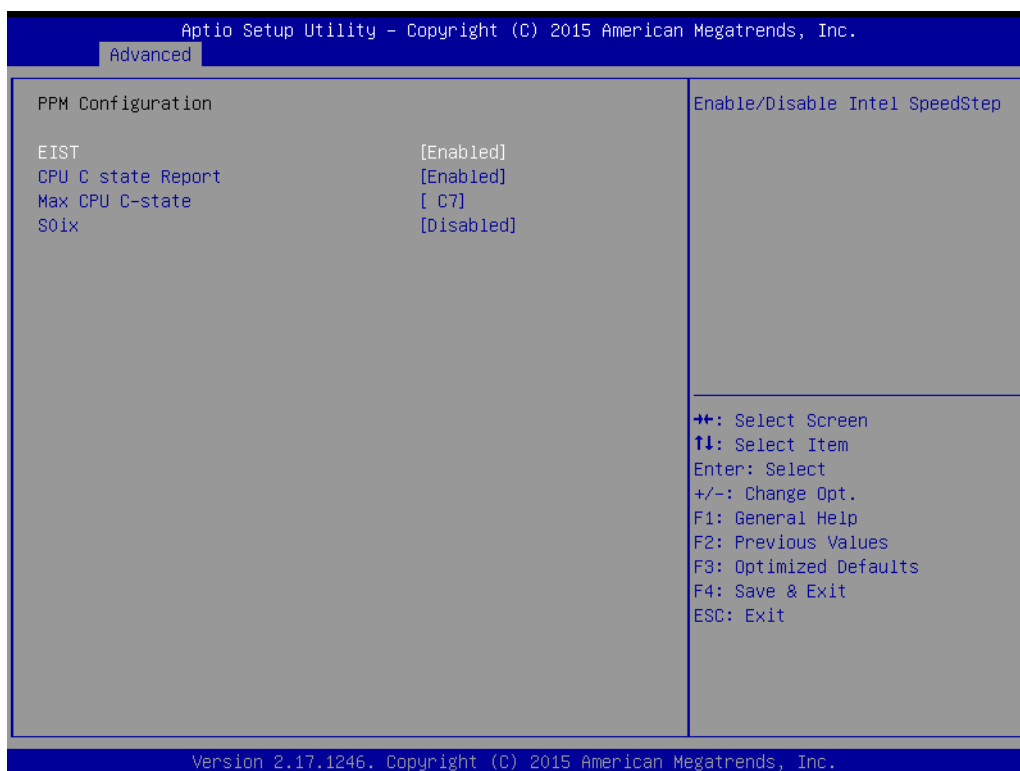 Aptio Setup Utility – Copyright (C) 2015 American Megatrends, Inc.
Advanced
PPM Configuration
EIST [Enabled]
CPU C state Report [Enabled]
Max CPU C-state [ C7]
S0ix [Disabled]
Enable/Disable Intel SpeedStep
→←: Select Screen
↑↓: Select Item
Enter: Select
+/-: Change Opt.
F1: General Help
F2: Previous Values
F3: Optimized Defaults
F4: Save & Exit
ESC: Exit
Version 2.17.1246. Copyright (C) 2015 American Megatrends, Inc.